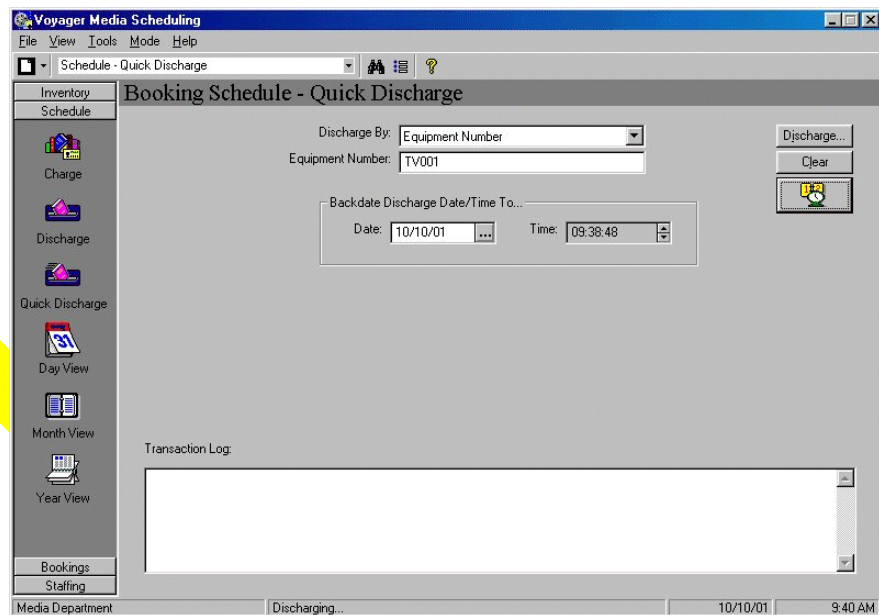 Voyager Media Scheduling
File View Tools Mode Help
Schedule - Quick Discharge
Inventory
Schedule
Charge
Discharge
Quick Discharge
31
Day View
Month View
Year View
Bookings
Staffing
Booking Schedule - Quick Discharge
Discharge By: Equipment Number
Equipment Number: TV001
Discharge...
Clear
Backdate Discharge Date/Time To...
Date: 10/10/01 ... Time: 09:38:48
Transaction Log:
Media Department Discharging... 10/10/01 9:40 AM